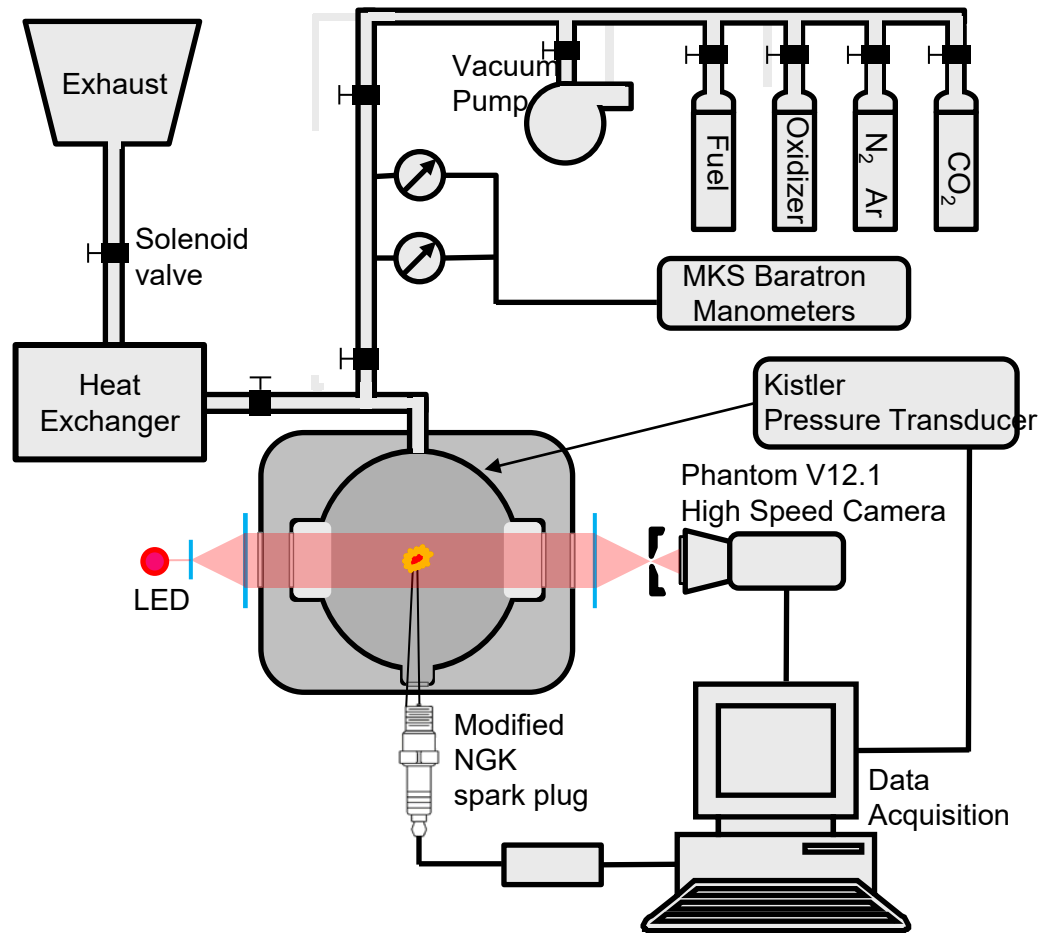 Exhaust
Vacuum
Pump
Fuel
Oxidizer
N₂ Ar
CO₂
Solenoid
valve
MKS Baratron
Manometers
Heat
Exchanger
Kistler
Pressure Transducer
Phantom V12.1
High Speed Camera
LED
Modified
NGK
spark plug
Data
Acquisition